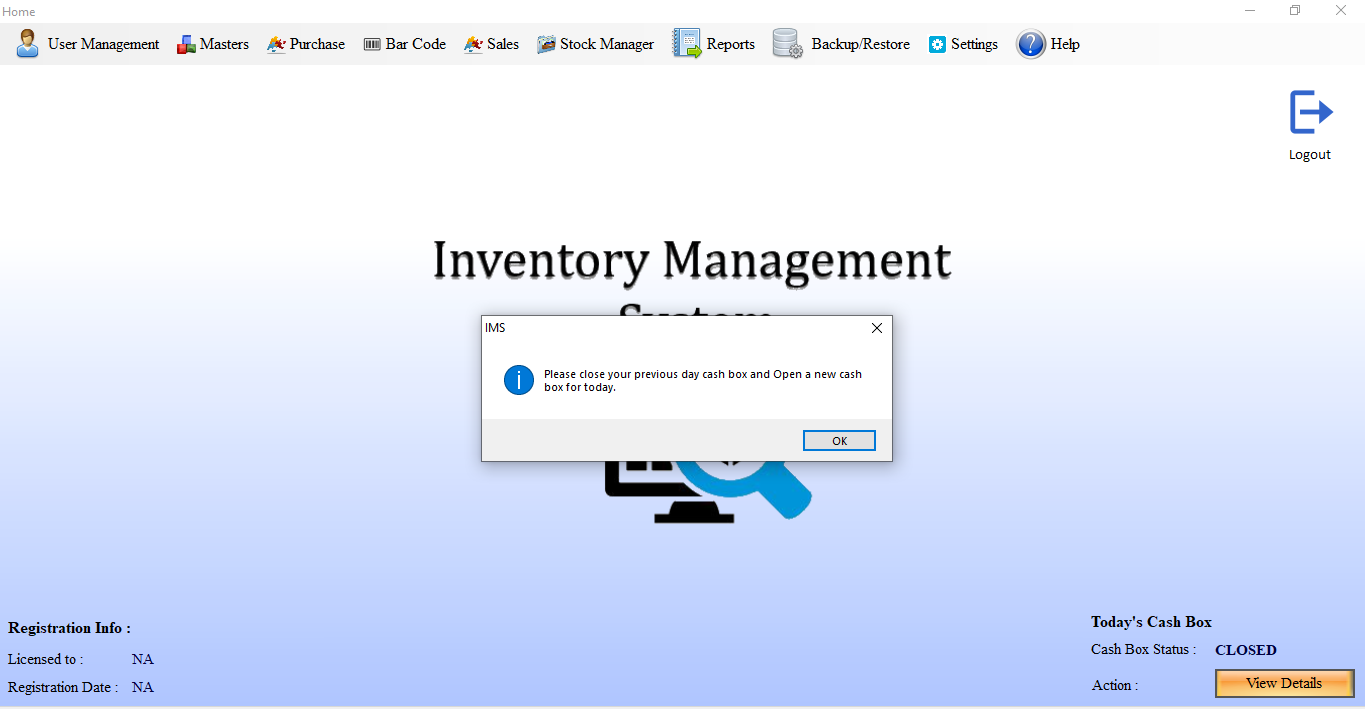 Home
User Management Masters Purchase Bar Code Sales Stock Manager Reports Backup/Restore Settings Help
Logout
Inventory Management
System
IMS
Please close your previous day cash box and Open a new cash
box for today.
OK
Registration Info :
Licensed to : NA
Registration Date : NA
Today's Cash Box
Cash Box Status : CLOSED
Action : View Details